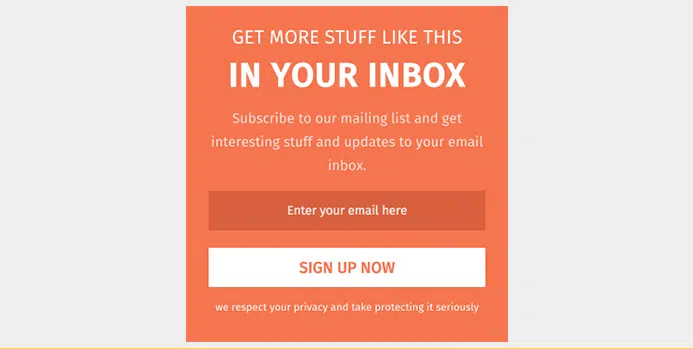 GET MORE STUFF LIKE THIS
IN YOUR INBOX
Subscribe to our mailing list and get
interesting stuff and updates to your email
inbox.
Enter your email here
SIGN UP NOW
we respect your privacy and take protecting it seriously